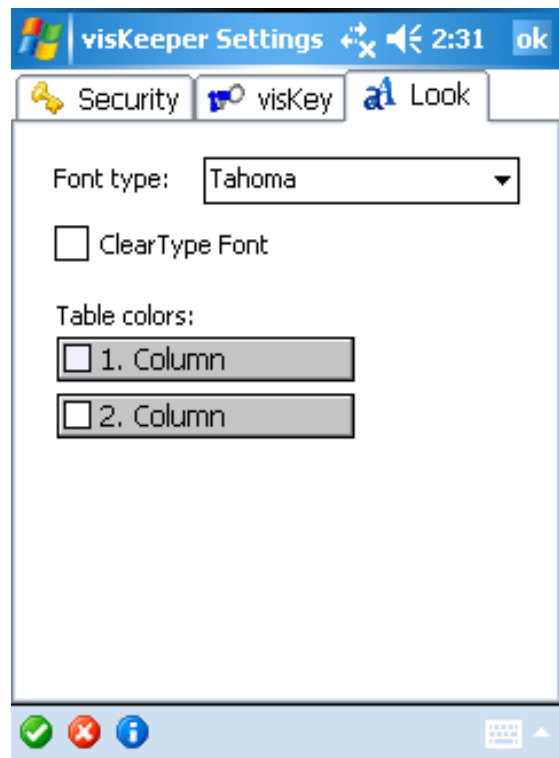 visKeeper Settings 2:31 ok
Security visKey Look
Font type: Tahoma
ClearType Font
Table colors:
1. Column
2. Column